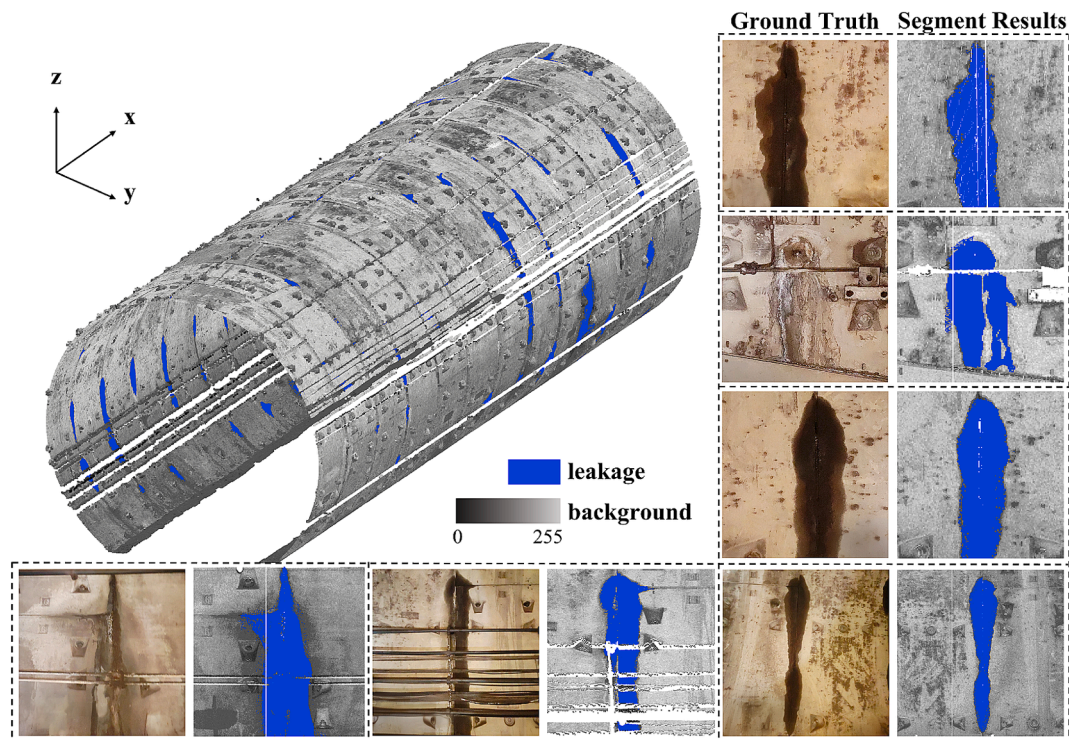 Ground Truth Segment Results
z
x
y
leakage
background
0 255